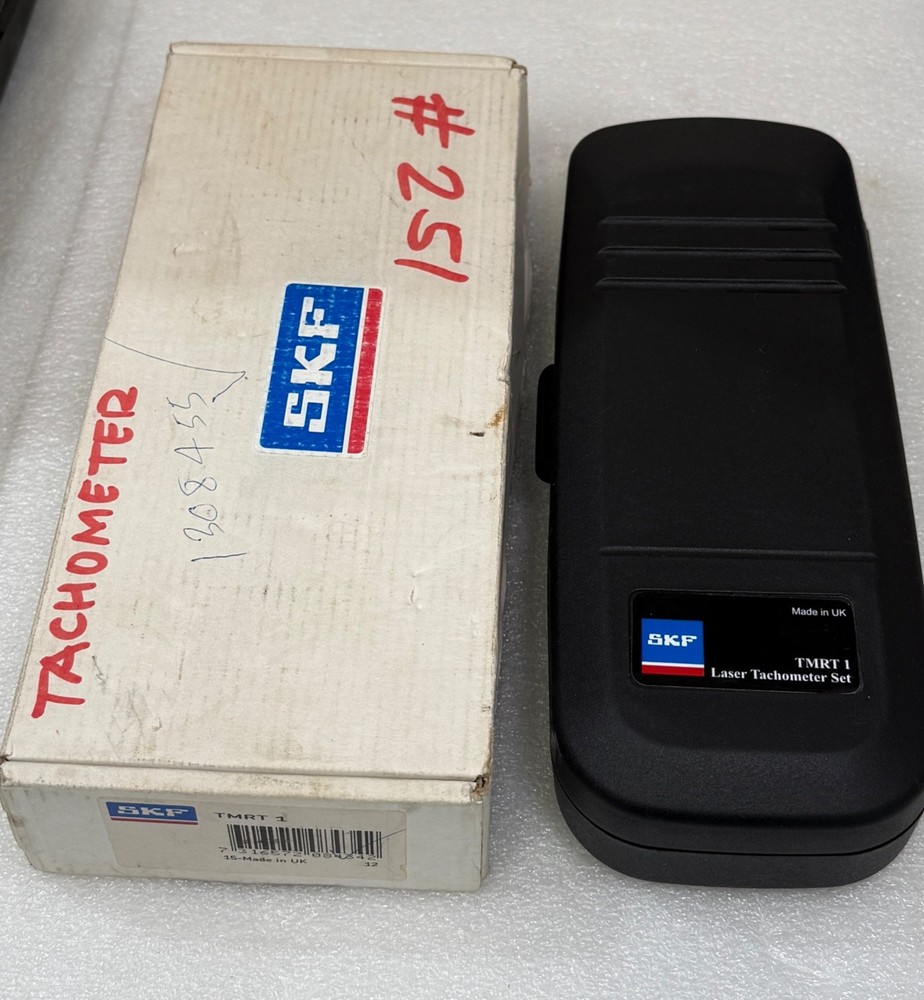 # 251
SKF
TACHOMETER
1308455
SKF
TMRT 1
15-Made in UK
12
Made in UK
SKF
TMRT 1
Laser Tachometer Set